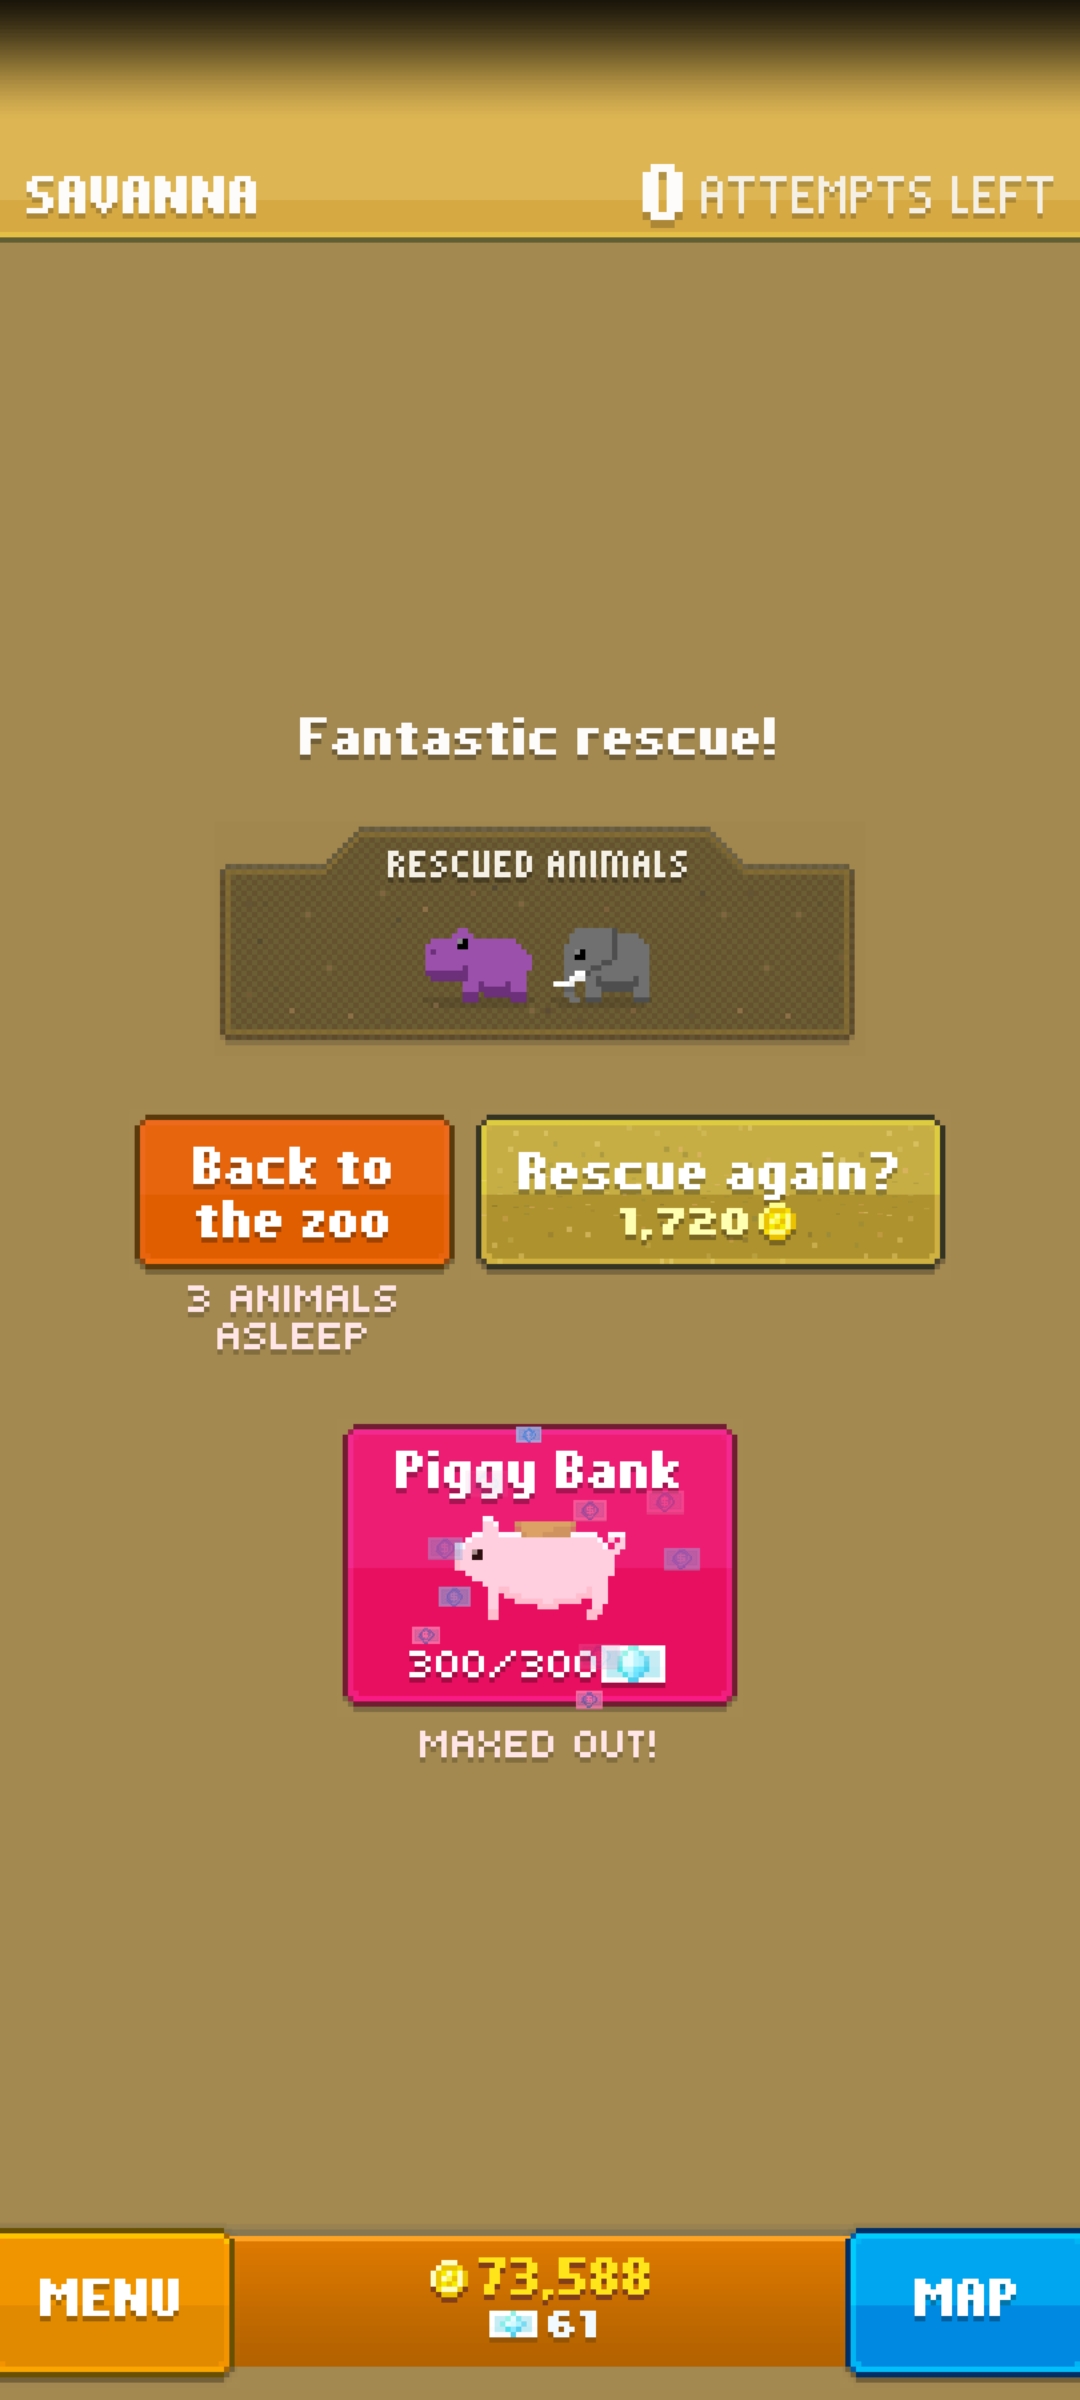 SAVANNA
0 ATTEMPTS LEFT
Fantastic rescue!
RESCUED ANIMALS
Back to
the zoo
Rescue again?
1,720
3 ANIMALS
ASLEEP
Piggy Bank
300/300
MAXED OUT!
MENU
73,588
61
MAP